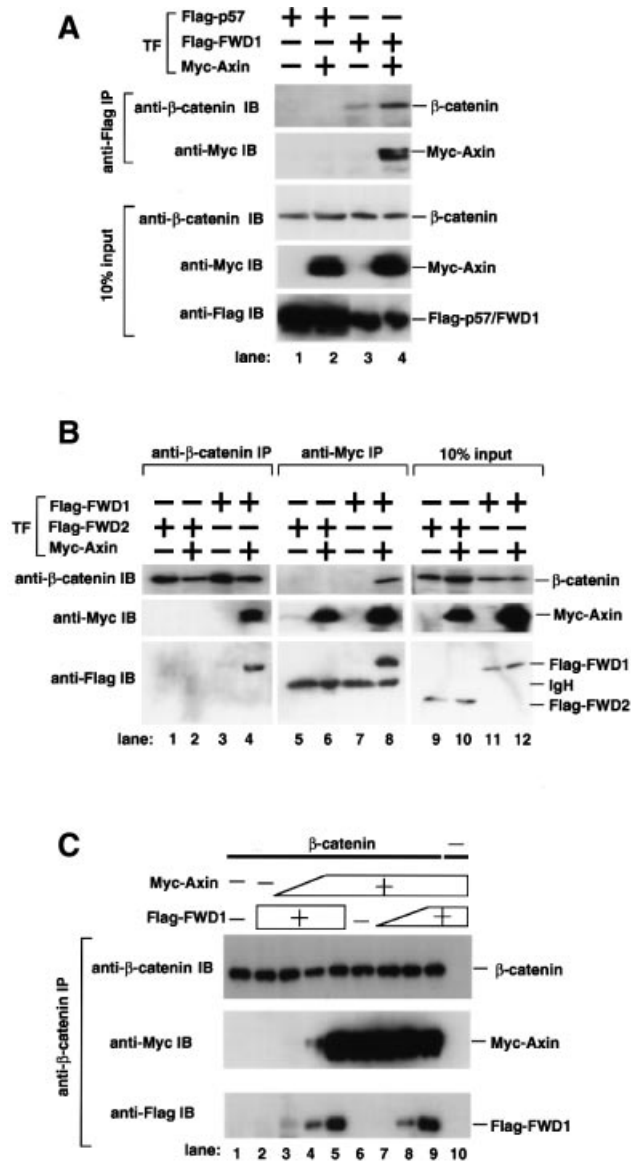 A
TF
Flag-p57 + + − −
Flag-FWD1 − − + +
Myc-Axin − + − +
anti-Flag IP
anti-β-catenin IB
β-catenin
anti-Myc IB
Myc-Axin
10% input
anti-β-catenin IB
β-catenin
anti-Myc IB
Myc-Axin
anti-Flag IB
Flag-p57/FWD1
lane: 1 2 3 4
B
anti-β-catenin IP anti-Myc IP 10% input
TF
Flag-FWD1 − − + + − − + + − − + +
Flag-FWD2 + + − − + + − − + + − −
Myc-Axin − + − + − + − + − + − +
anti-β-catenin IB
β-catenin
anti-Myc IB
Myc-Axin
anti-Flag IB
Flag-FWD1
IgH
Flag-FWD2
lane: 1 2 3 4 5 6 7 8 9 10 11 12
C
β-catenin −
Myc-Axin − − +
Flag-FWD1 − + − +
anti-β-catenin IP
anti-β-catenin IB
β-catenin
anti-Myc IB
Myc-Axin
anti-Flag IB
Flag-FWD1
lane: 1 2 3 4 5 6 7 8 9 10